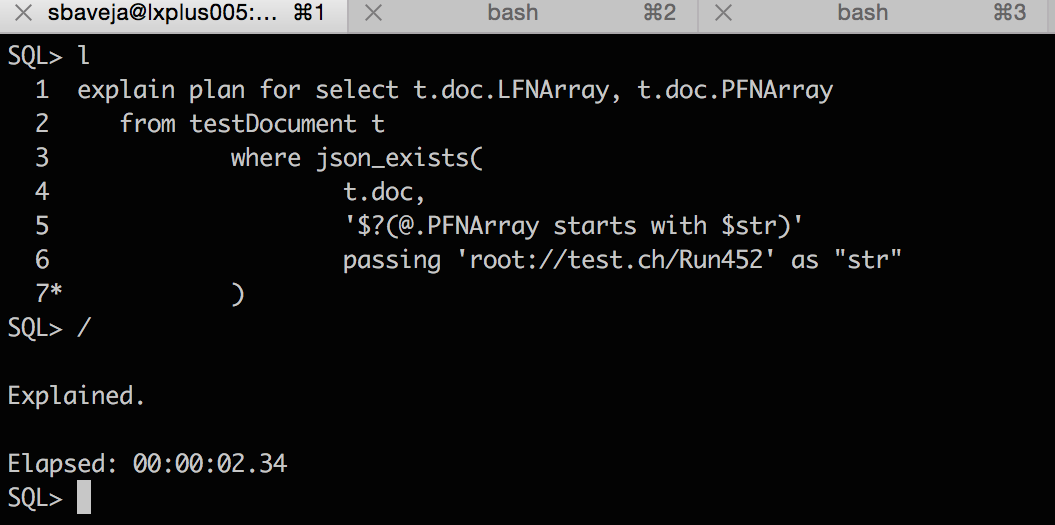 sbaveja@lxplus005:... ⌘1 bash ⌘2 bash ⌘3
SQL> l
  1  explain plan for select t.doc.LFNArray, t.doc.PFNArray
  2     from testDocument t
  3             where json_exists(
  4                     t.doc,
  5                     '$?(@.PFNArray starts with $str)'
  6                     passing 'root://test.ch/Run452' as "str"
  7*            )
SQL> /
Explained.
Elapsed: 00:00:02.34
SQL>